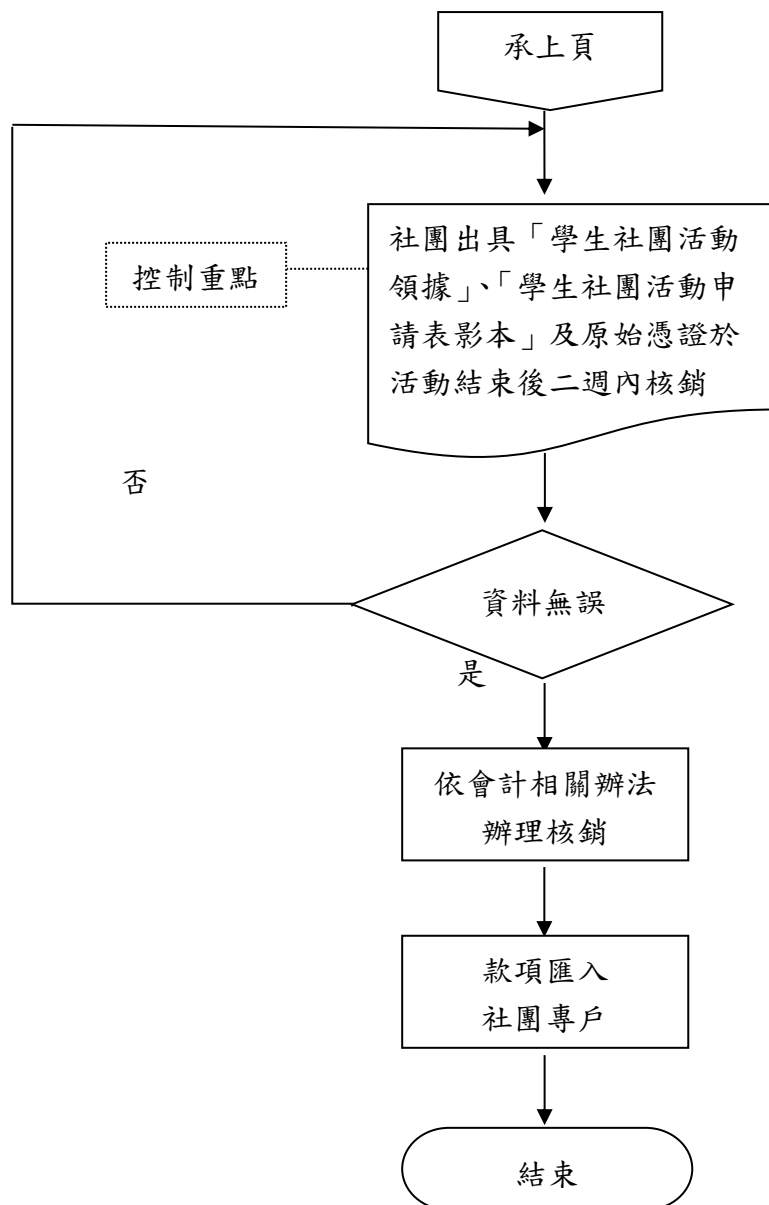 承上頁
控制重點
社團出具「學生社團活動
領據」、「學生社團活動申
請表影本」及原始憑證於
活動結束後二週內核銷
否
資料無誤
是
依會計相關辦法
辦理核銷
款項匯入
社團專戶
結束